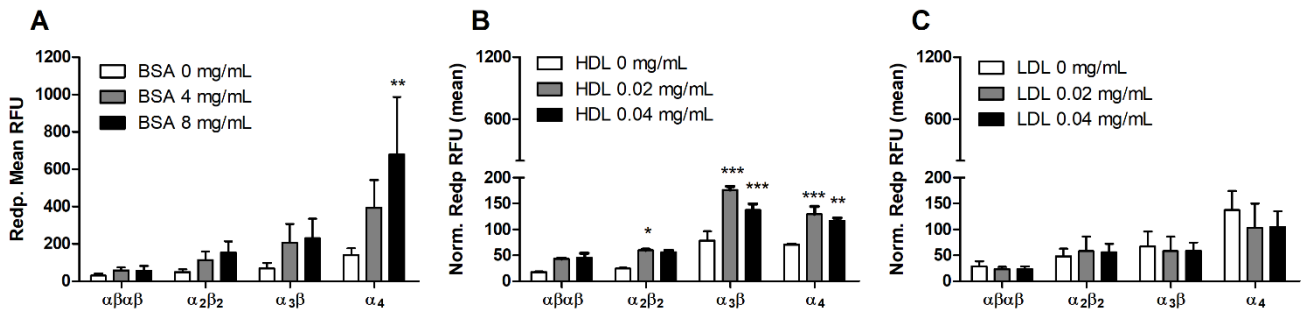 A
Redp. Mean RFU
1200
1000
800
600
400
200
0
BSA 0 mg/mL
BSA 4 mg/mL
BSA 8 mg/mL
**
αβαβ α₂β₂ α₃β α₄
B
Norm. Redp RFU (mean)
1200
600
200
150
100
50
0
HDL 0 mg/mL
HDL 0.02 mg/mL
HDL 0.04 mg/mL
*
***
***
***
**
αβαβ α₂β₂ α₃β α₄
C
Norm. Redp RFU (mean)
1200
600
200
150
100
50
0
LDL 0 mg/mL
LDL 0.02 mg/mL
LDL 0.04 mg/mL
αβαβ α₂β₂ α₃β α₄